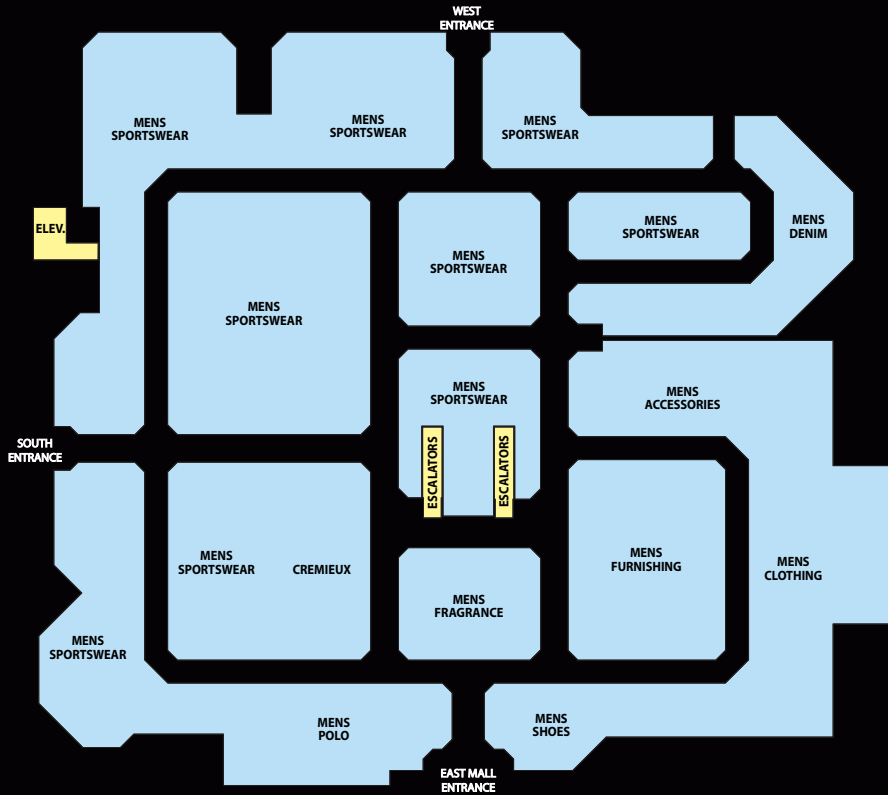 WEST
ENTRANCE
MENS
SPORTSWEAR
MENS
SPORTSWEAR
MENS
SPORTSWEAR
ELEV.
MENS
SPORTSWEAR
MENS
DENIM
MENS
SPORTSWEAR
MENS
SPORTSWEAR
MENS
SPORTSWEAR
MENS
ACCESSORIES
SOUTH
ENTRANCE
ESCALATORS
ESCALATORS
MENS
SPORTSWEAR
CREMIEUX
MENS
FURNISHING
MENS
CLOTHING
MENS
FRAGRANCE
MENS
SPORTSWEAR
MENS
POLO
MENS
SHOES
EAST MALL
ENTRANCE